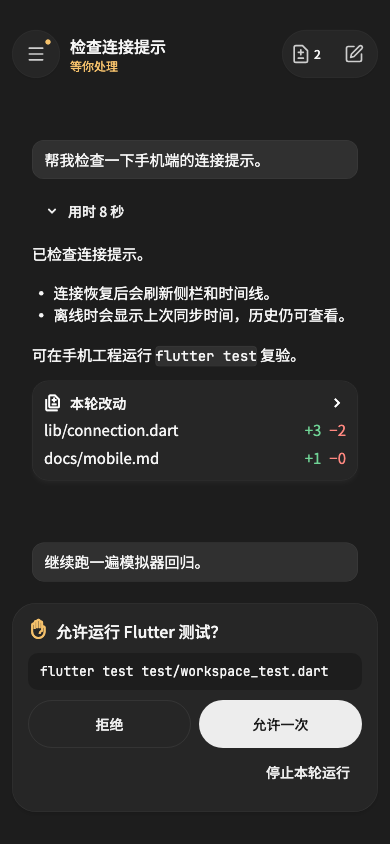 检查连接提示
等你处理
2
帮我检查一下手机端的连接提示。
用时 8 秒
已检查连接提示。
• 连接恢复后会刷新侧栏和时间线。
• 离线时会显示上次同步时间，历史仍可查看。
可在手机工程运行 flutter test 复验。
本轮改动
lib/connection.dart +3 −2
docs/mobile.md +1 −0
继续跑一遍模拟器回归。
允许运行 Flutter 测试？
flutter test test/workspace_test.dart
拒绝 允许一次
停止本轮运行